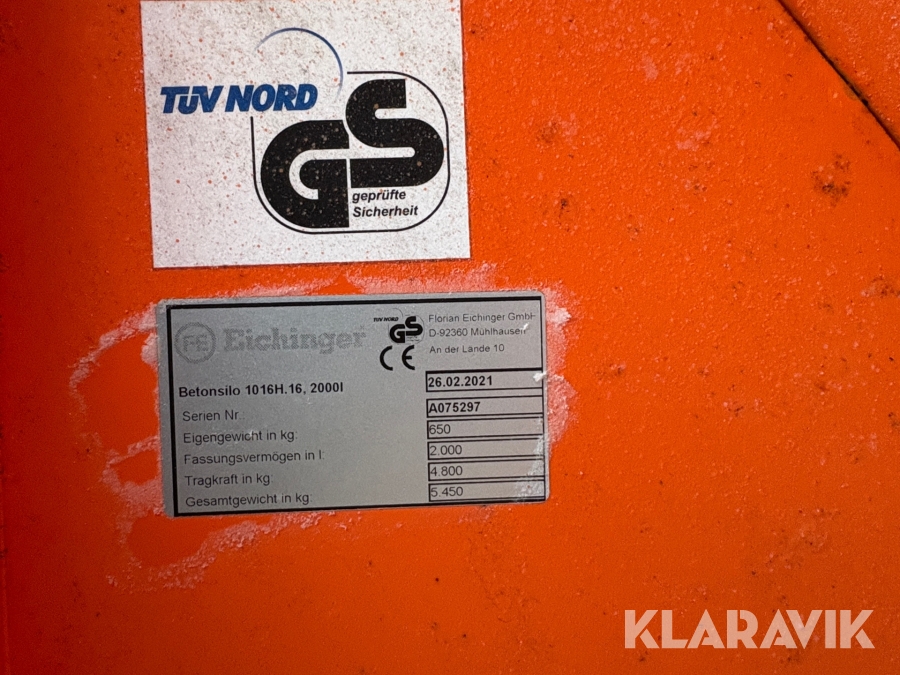 TÜV NORD
GS
geprüfte
Sicherheit
FE Eichinger
TÜV NORD
GS
CE
Florian Eichinger GmbH
D-92360 Mühlhausen
An der Lände 10
Betonsilo 1016H.16, 2000l
26.02.2021
Serien Nr.: A075297
Eigengewicht in kg: 650
Fassungsvermögen in l: 2.000
Tragkraft in kg: 4.800
Gesamtgewicht in kg: 5.450
KLARAVIK